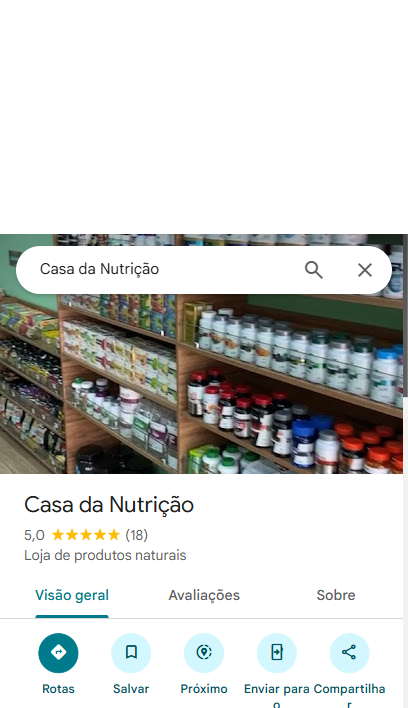 Casa da Nutrição
Casa da Nutrição
5,0 (18)
Loja de produtos naturais
Visão geral Avaliações Sobre
Rotas Salvar Próximo Enviar para o Compartilhar